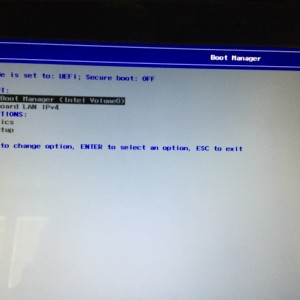 Boot Manager
e is set to: UEFI; Secure boot: OFF
I:
Boot Manager (Intel Volume0)
oard LAN IPv4
TIONS:
ics
tup
to change option, ENTER to select an option, ESC to exit